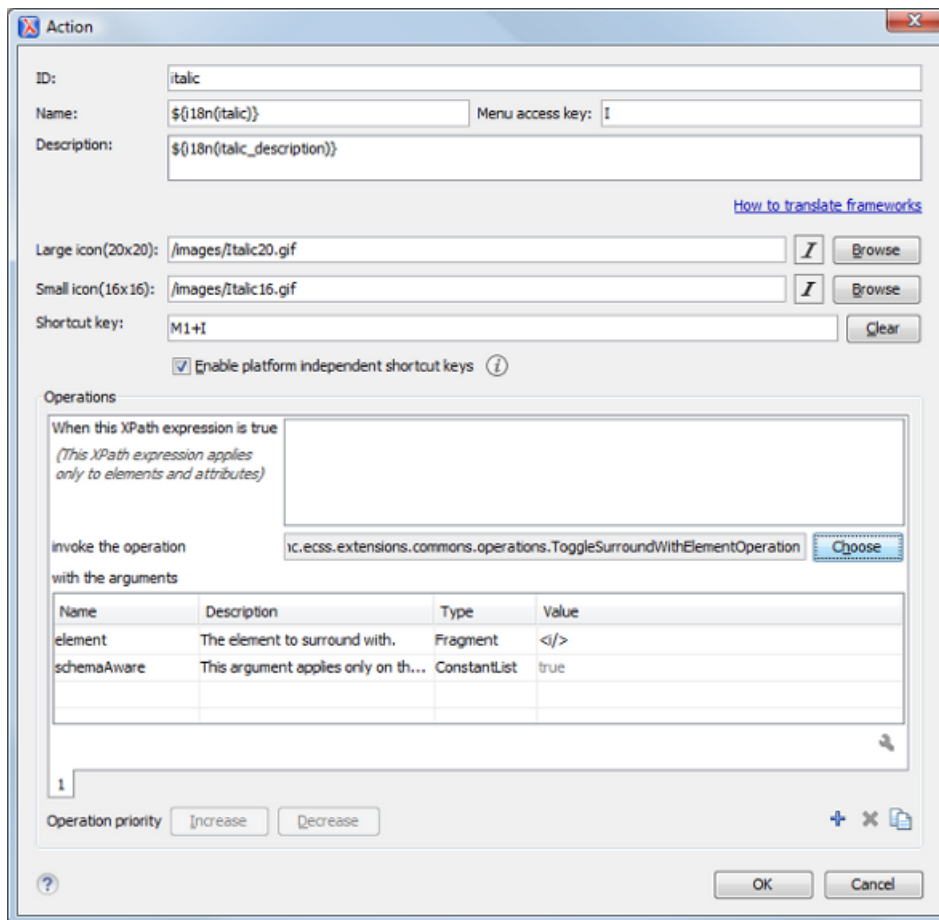 Action
ID: italic
Name: ${i18n(italic)} Menu access key: I
Description: ${i18n(italic_description)}
How to translate frameworks
Large icon(20x20): /images/Italic20.gif I Browse
Small icon(16x16): /images/Italic16.gif I Browse
Shortcut key: M1+I Clear
Enable platform independent shortcut keys i
Operations
When this XPath expression is true
(This XPath expression applies
only to elements and attributes)
invoke the operation ic.ecss.extensions.commons.operations.ToggleSurroundWithElementOperation Choose
with the arguments
Name Description Type Value
element The element to surround with. Fragment <i/>
schemaAware This argument applies only on th... ConstantList true
1
Operation priority Increase Decrease
? OK Cancel